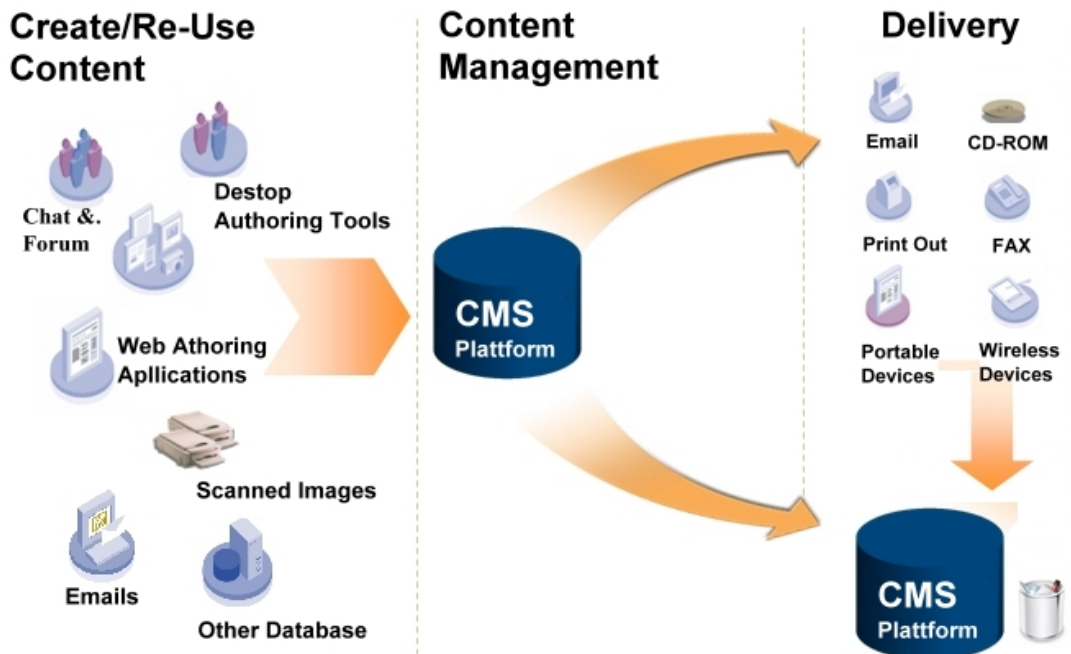 Create/Re-Use
Content
Chat &.
Forum
Destop
Authoring Tools
Web Athoring
Apllications
Scanned Images
Emails
Other Database
Content
Management
CMS
Plattform
Delivery
Email
CD-ROM
Print Out
FAX
Portable
Devices
Wireless
Devices
CMS
Plattform